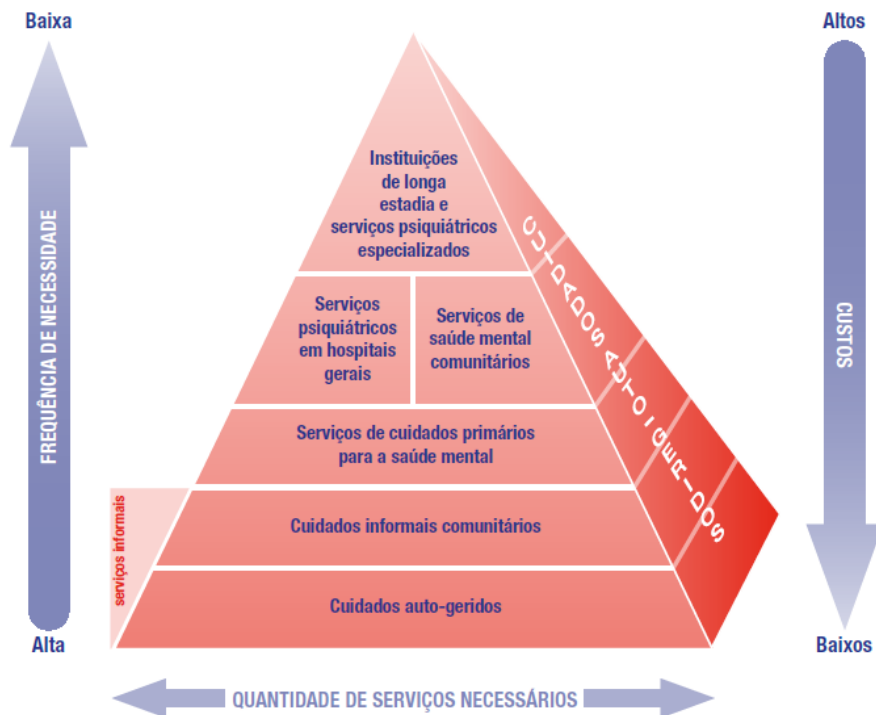 Baixa
Altos
Instituições
de longa
estadia e
serviços psiquiátricos
especializados
CUIDADOS AUTO IGERIDOS
FREQUÊNCIA DE NECESSIDADE
CUSTOS
Serviços
psiquiátricos
em hospitais
gerais
Serviços de
saúde mental
comunitários
Serviços de cuidados primários
para a saúde mental
serviços informais
Cuidados informais comunitários
Cuidados auto-geridos
Alta
Baixos
QUANTIDADE DE SERVIÇOS NECESSÁRIOS